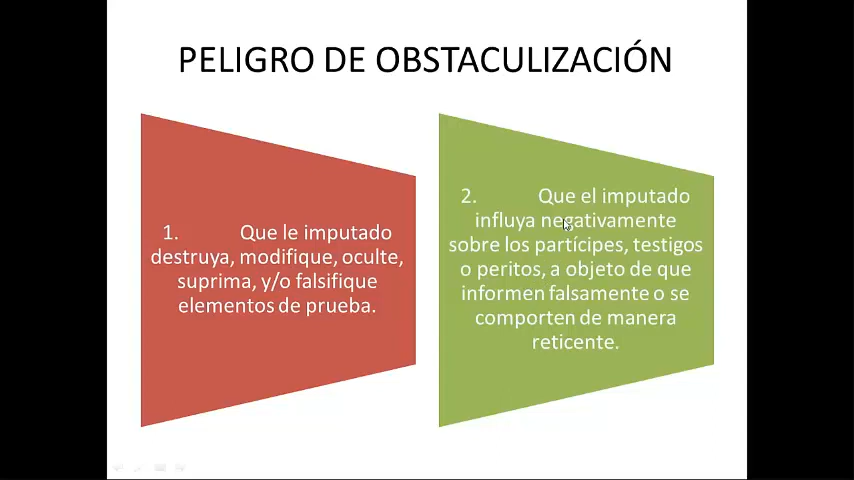 PELIGRO DE OBSTACULIZACIÓN
1. Que le imputado
destruya, modifique, oculte,
suprima, y/o falsifique
elementos de prueba.
2. Que el imputado
influya negativamente
sobre los partícipes, testigos
o peritos, a objeto de que
informen falsamente o se
comporten de manera
reticente.